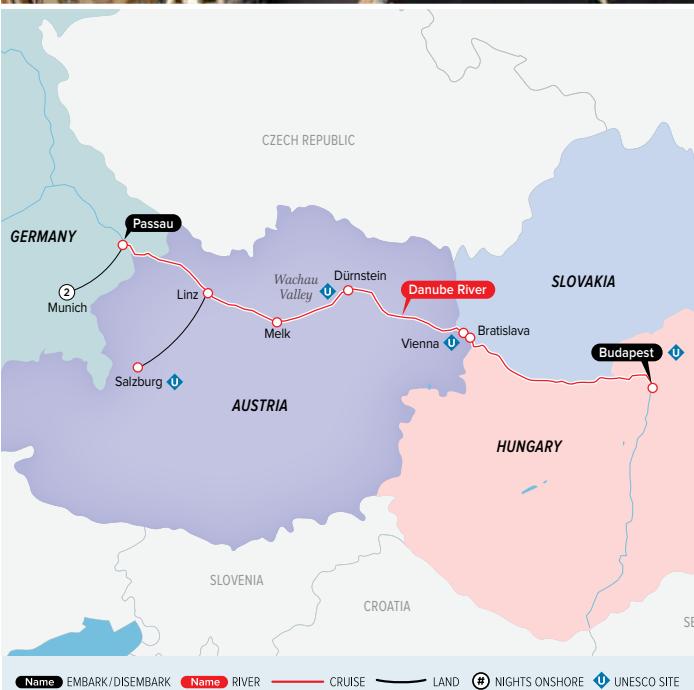 CZECH REPUBLIC
Passau
GERMANY
Wachau
Valley
Dürnstein
SLOVAKIA
2
Munich
Linz
Danube River
Melk
Vienna
Bratislava
Budapest
Salzburg
AUSTRIA
HUNGARY
SLOVENIA
CROATIA
SE
U
U
U
U
Name EMBARK/DISEMBARK Name RIVER CRUISE LAND # NIGHTS ONSHORE U UNESCO SITE